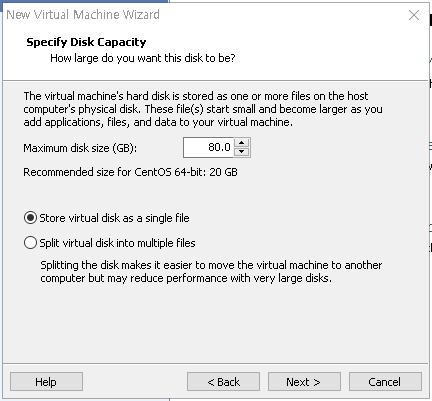 New Virtual Machine Wizard
Specify Disk Capacity
How large do you want this disk to be?
The virtual machine's hard disk is stored as one or more files on the host
computer's physical disk. These file(s) start small and become larger as you
add applications, files, and data to your virtual machine.
Maximum disk size (GB): 80.0
Recommended size for CentOS 64-bit: 20 GB
Store virtual disk as a single file
Split virtual disk into multiple files
Splitting the disk makes it easier to move the virtual machine to another
computer but may reduce performance with very large disks.
Help < Back Next > Cancel